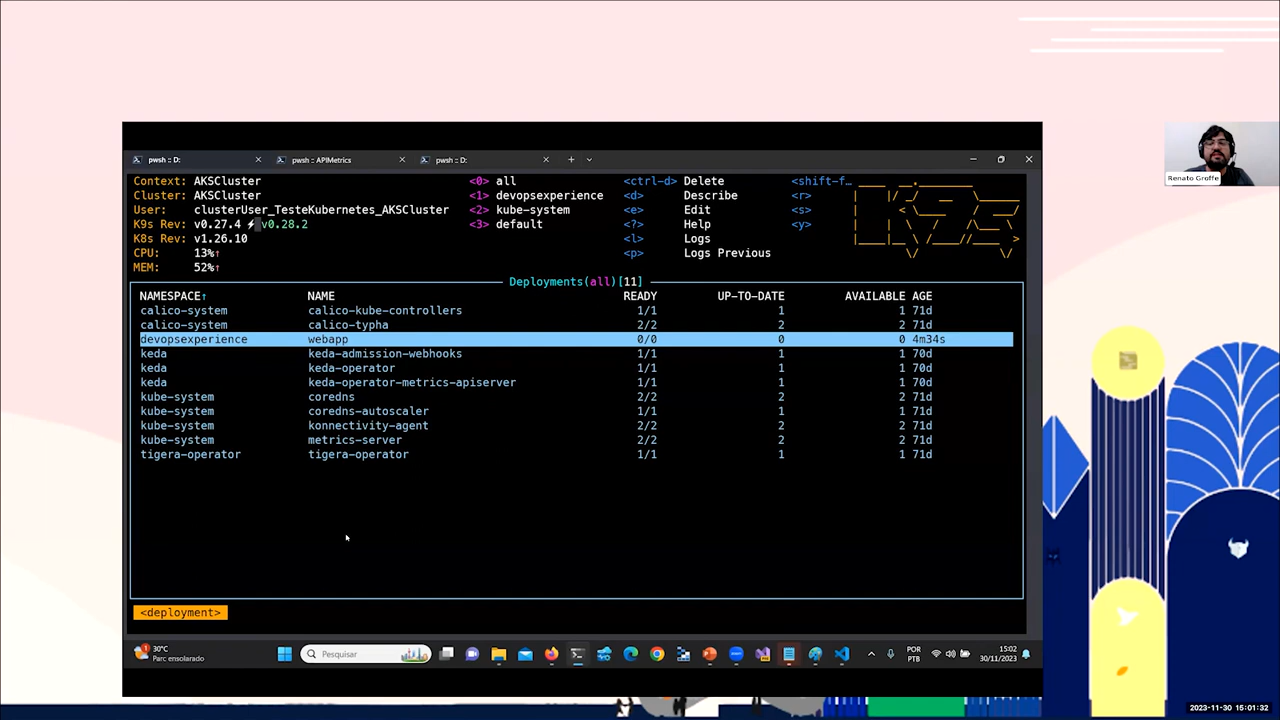 pwsh :: D:
pwsh :: APIMetrics
pwsh :: D:
Context: AKSCluster <0> all <ctrl-d> Delete <shift-f…
Cluster: AKSCluster <1> devopsexperience <d> Describe <r>
User: clusterUser_TesteKubernetes_AKSCluster <2> kube-system <e> Edit <s>
K9s Rev: v0.27.4 ⚡v0.28.2 <3> default <?> Help <y>
K8s Rev: v1.26.10 <l> Logs
CPU: 13%↑ <p> Logs Previous
MEM: 52%↑
Deployments(all)[11]
NAMESPACE↑ NAME READY UP-TO-DATE AVAILABLE AGE
calico-system calico-kube-controllers 1/1 1 1 71d
calico-system calico-typha 2/2 2 2 71d
devopsexperience webapp 0/0 0 0 4m34s
keda keda-admission-webhooks 1/1 1 1 70d
keda keda-operator 1/1 1 1 70d
keda keda-operator-metrics-apiserver 1/1 1 1 70d
kube-system coredns 2/2 2 2 71d
kube-system coredns-autoscaler 1/1 1 1 71d
kube-system konnectivity-agent 2/2 2 2 71d
kube-system metrics-server 2/2 2 2 71d
tigera-operator tigera-operator 1/1 1 1 71d
<deployment>
30°C
Parc ensolarado
Pesquisar
POR
PTB
15:02
30/11/2023
Renato Groffe
2023-11-30 15:01:32